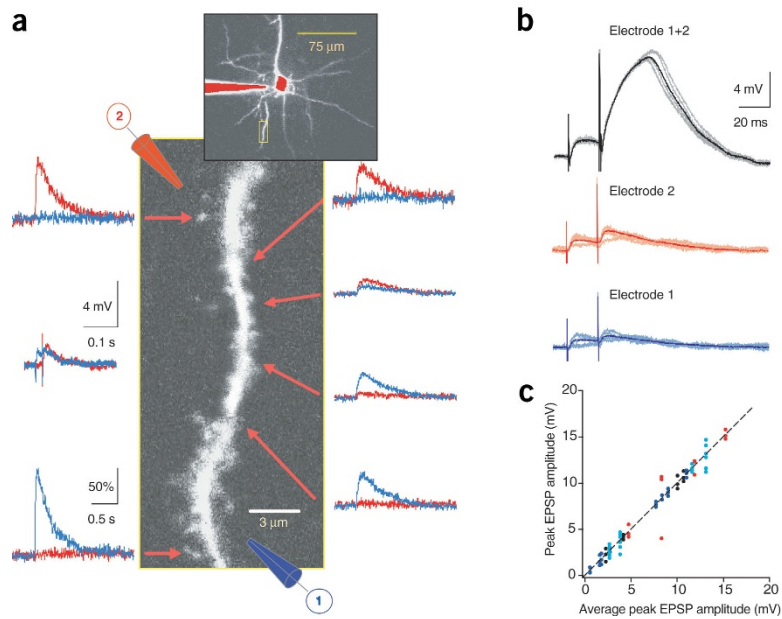 a
75 μm
2
4 mV
0.1 s
50%
0.5 s
3 μm
1
b
Electrode 1+2
4 mV
20 ms
Electrode 2
Electrode 1
c
Peak EPSP amplitude (mV)
20
15
10
5
0
0
5
10
15
20
Average peak EPSP amplitude (mV)